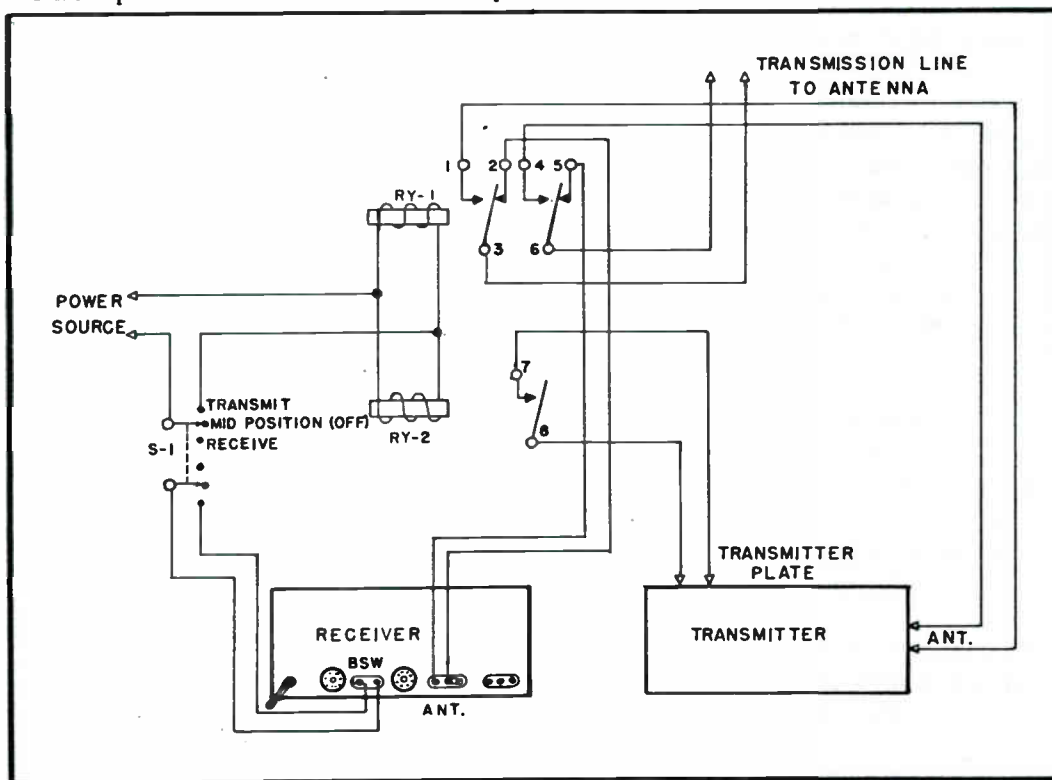 TRANSMISSION LINE
TO ANTENNA
1
2
4
5
RY-1
3
6
POWER
SOURCE
7
TRANSMIT
MID POSITION (OFF)
RECEIVE
S-1
RY-2
8
TRANSMITTER
PLATE
RECEIVER
BSW
ANT.
TRANSMITTER
ANT.